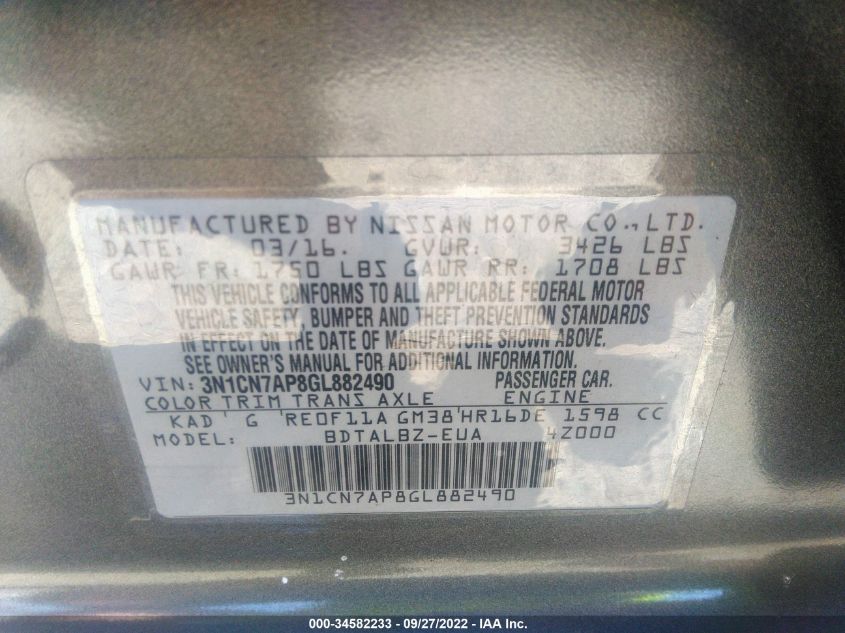 MANUFACTURED BY NISSAN MOTOR CO., LTD.
DATE: 03/16. GVWR: 3426 LBS
GAWR FR: 1750 LBS GAWR RR: 1708 LBS
THIS VEHICLE CONFORMS TO ALL APPLICABLE FEDERAL MOTOR
VEHICLE SAFETY, BUMPER AND THEFT PREVENTION STANDARDS
IN EFFECT ON THE DATE OF MANUFACTURE SHOWN ABOVE.
SEE OWNER'S MANUAL FOR ADDITIONAL INFORMATION.
VIN: 3N1CN7AP8GL882490 PASSENGER CAR.
COLOR TRIM TRANS AXLE ENGINE
KAD G RE0F11A GM38 HR16DE 1598 CC
MODEL: BDTALBZ-EUA 4Z000
3N1CN7AP8GL882490
000-34582233 - 09/27/2022 - IAA Inc.